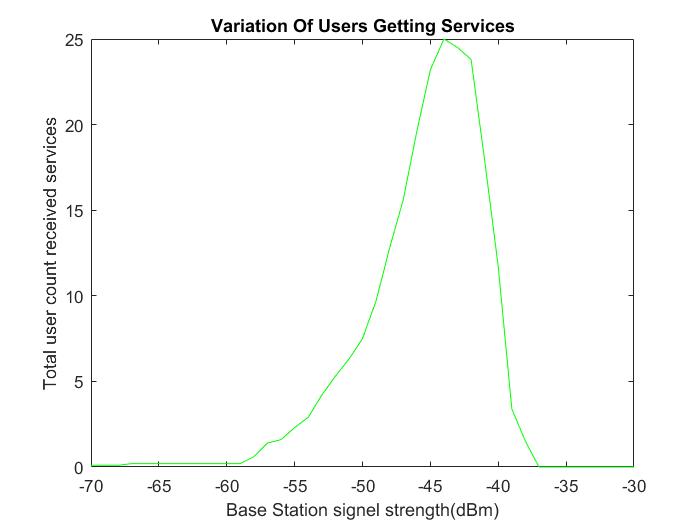 Variation Of Users Getting Services
25
20
15
10
5
0
Total user count received services
-70 -65 -60 -55 -50 -45 -40 -35 -30
Base Station signel strength(dBm)